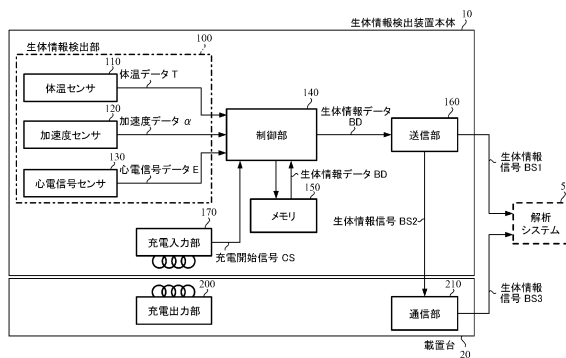 10
生体情報検出装置本体
100
生体情報検出部
110
体温センサ
体温データ T
120
加速度センサ
加速度データ α
130
心電信号センサ
心電信号データ E
140
制御部
生体情報データ
BD
160
送信部
生体情報
信号 BS1
生体情報データ BD
150
メモリ
生体情報信号 BS2
5
解析
システム
170
充電入力部
充電開始信号 CS
200
充電出力部
210
通信部
生体情報
信号 BS3
載置台
20